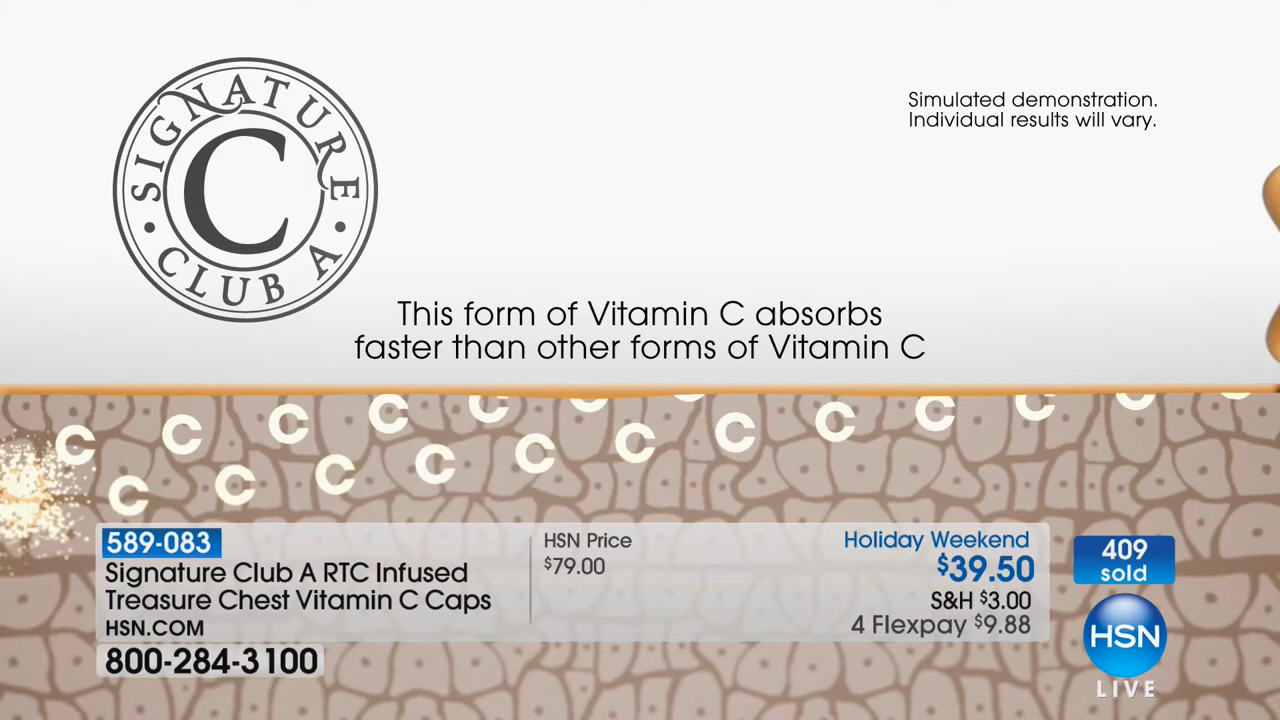 SIGNATURE
C
CLUB A
Simulated demonstration.
Individual results will vary.
This form of Vitamin C absorbs
faster than other forms of Vitamin C
C C C C C C C C C C C
C C C C C C C
589-083
Signature Club A RTC Infused
Treasure Chest Vitamin C Caps
HSN.COM
800-284-3100
HSN Price
$79.00
Holiday Weekend
$39.50
S&H $3.00
4 Flexpay $9.88
409
sold
HSN
LIVE